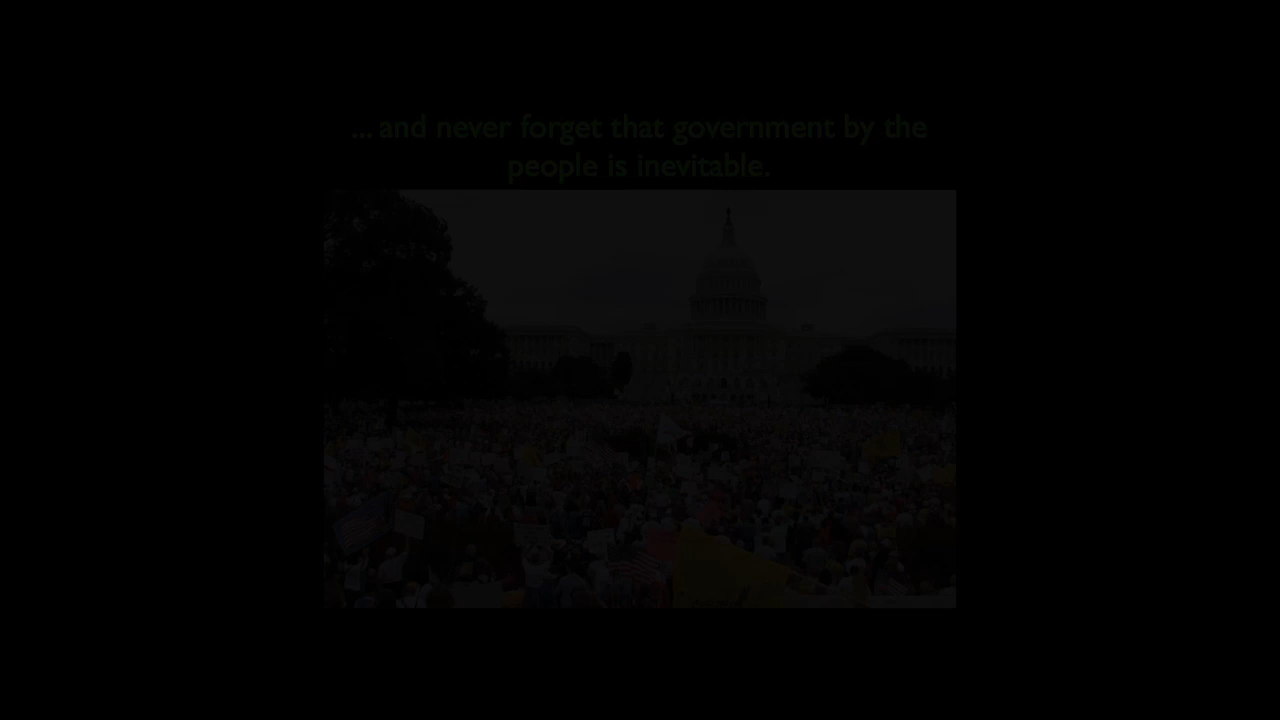 ... and never forget that government by the
people is inevitable.